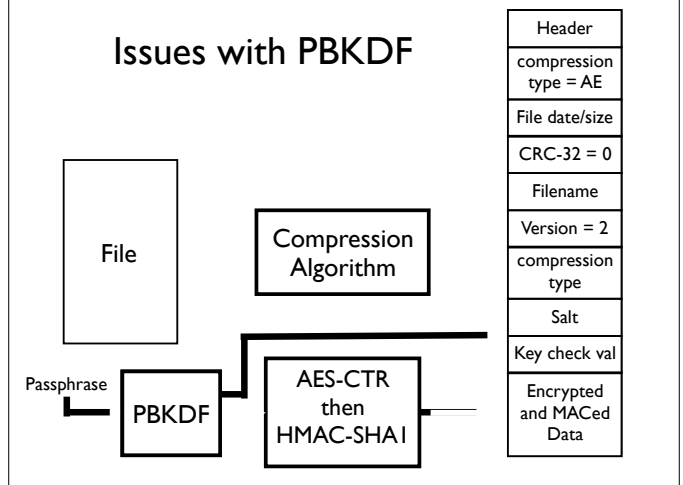 Issues with PBKDF
File
Compression
Algorithm
Passphrase
PBKDF
AES-CTR
then
HMAC-SHA1
Header
compression
type = AE
File date/size
CRC-32 = 0
Filename
Version = 2
compression
type
Salt
Key check val
Encrypted
and MACed
Data